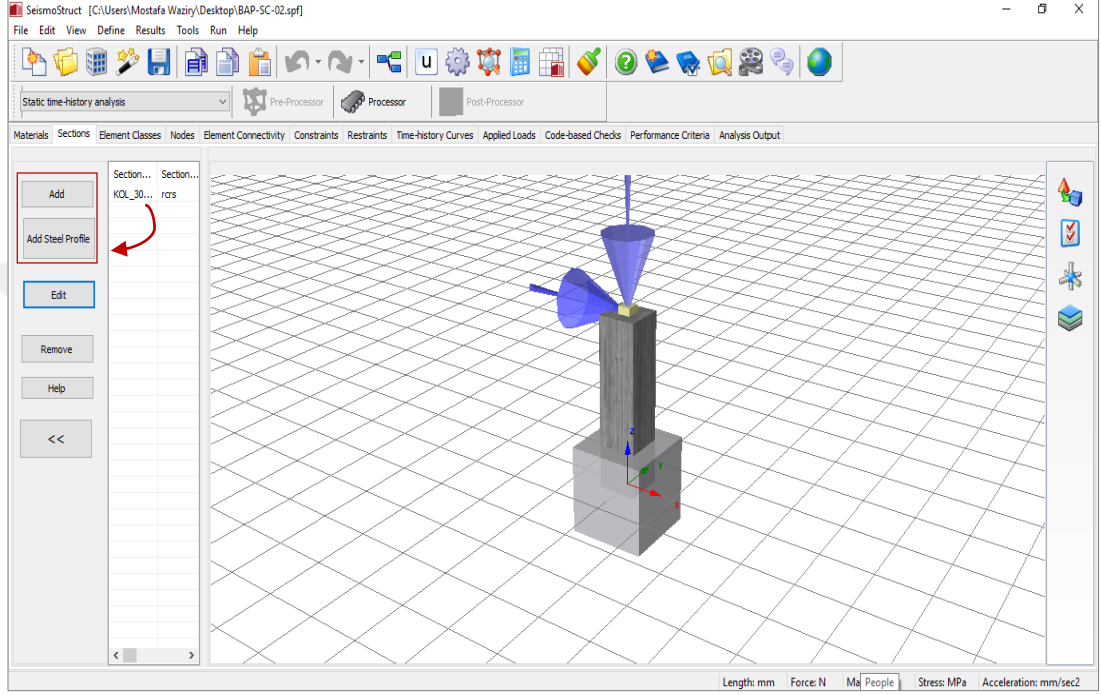 SeismoStruct [C:\Users\Mostafa Waziry\Desktop\BAP-SC-02.spf]
File Edit View Define Results Tools Run Help
u
Static time-history analysis Pre-Processor Processor Post-Processor
Materials Sections Element Classes Nodes Element Connectivity Constraints Restraints Time-history Curves Applied Loads Code-based Checks Performance Criteria Analysis Output
Section... Section...
Add
KOL_30... rcrs
Add Steel Profile
Edit
Remove
Help
<<
Z
Y
X
Length: mm Force: N Ma People Stress: MPa Acceleration: mm/sec2